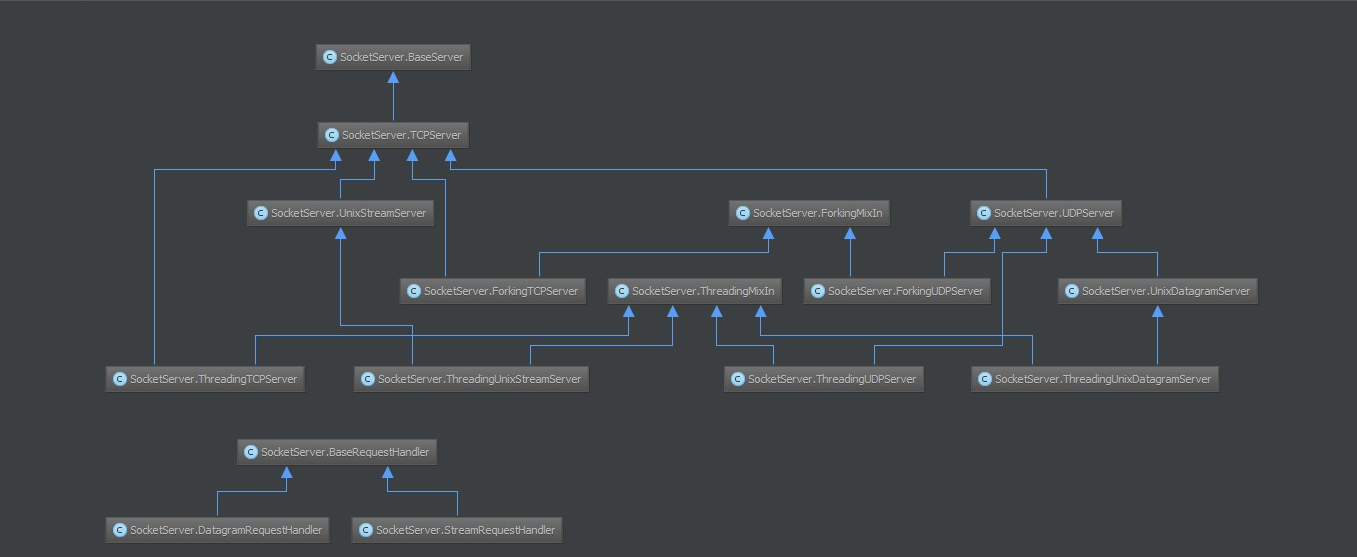 C SocketServer.BaseServer
C SocketServer.TCPServer
C SocketServer.UnixStreamServer
C SocketServer.ForkingMixIn
C SocketServer.UDPServer
C SocketServer.ForkingTCPServer
C SocketServer.ThreadingMixIn
C SocketServer.ForkingUDPServer
C SocketServer.UnixDatagramServer
C SocketServer.ThreadingTCPServer
C SocketServer.ThreadingUnixStreamServer
C SocketServer.ThreadingUDPServer
C SocketServer.ThreadingUnixDatagramServer
C SocketServer.BaseRequestHandler
C SocketServer.DatagramRequestHandler
C SocketServer.StreamRequestHandler